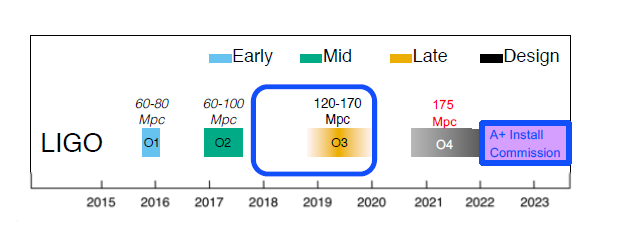 Early Mid Late Design
60-80 60-100 120-170 175
Mpc Mpc Mpc Mpc
LIGO O1 O2 O3 O4 A+ Install
Commission
2015 2016 2017 2018 2019 2020 2021 2022 2023